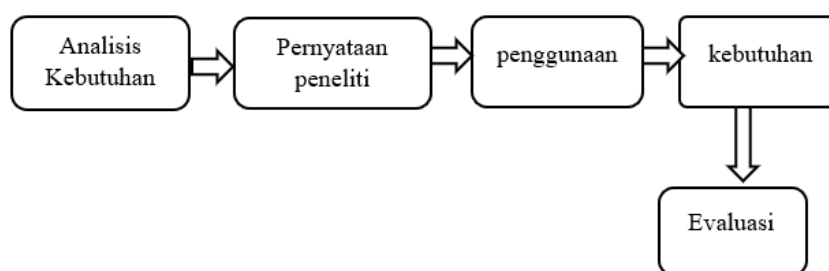 Analisis
Kebutuhan
Pernyataan
peneliti
penggunaan
kebutuhan
Evaluasi